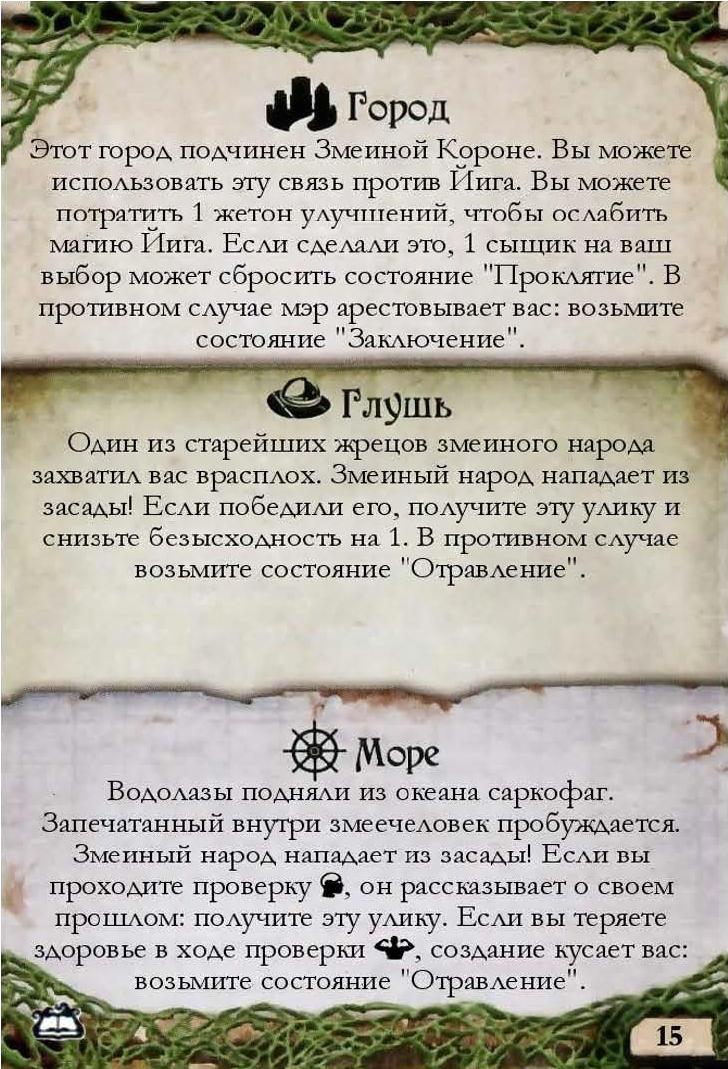 Город
Этот город подчинен Змеиной Короне. Вы можете
использовать эту связь против Йига. Вы можете
потратить 1 жетон улучшений, чтобы ослабить
магию Йига. Если сделали это, 1 сыщик на ваш
выбор может сбросить состояние "Проклятие". В
противном случае мэр арестовывает вас: возьмите
состояние "Заключение".
Глушь
Один из старейших жрецов змеиного народа
захватил вас врасплох. Змеиный народ нападает из
засады! Если победили его, получите эту улику и
снизьте безысходность на 1. В противном случае
возьмите состояние "Отравление".
Море
Водолазы подняли из океана саркофаг.
Запечатанный внутри змеечеловек пробуждается.
Змеиный народ нападает из засады! Если вы
проходите проверку , он рассказывает о своем
прошлом: получите эту улику. Если вы теряете
здоровье в ходе проверки , создание кусает вас:
возьмите состояние "Отравление".
15